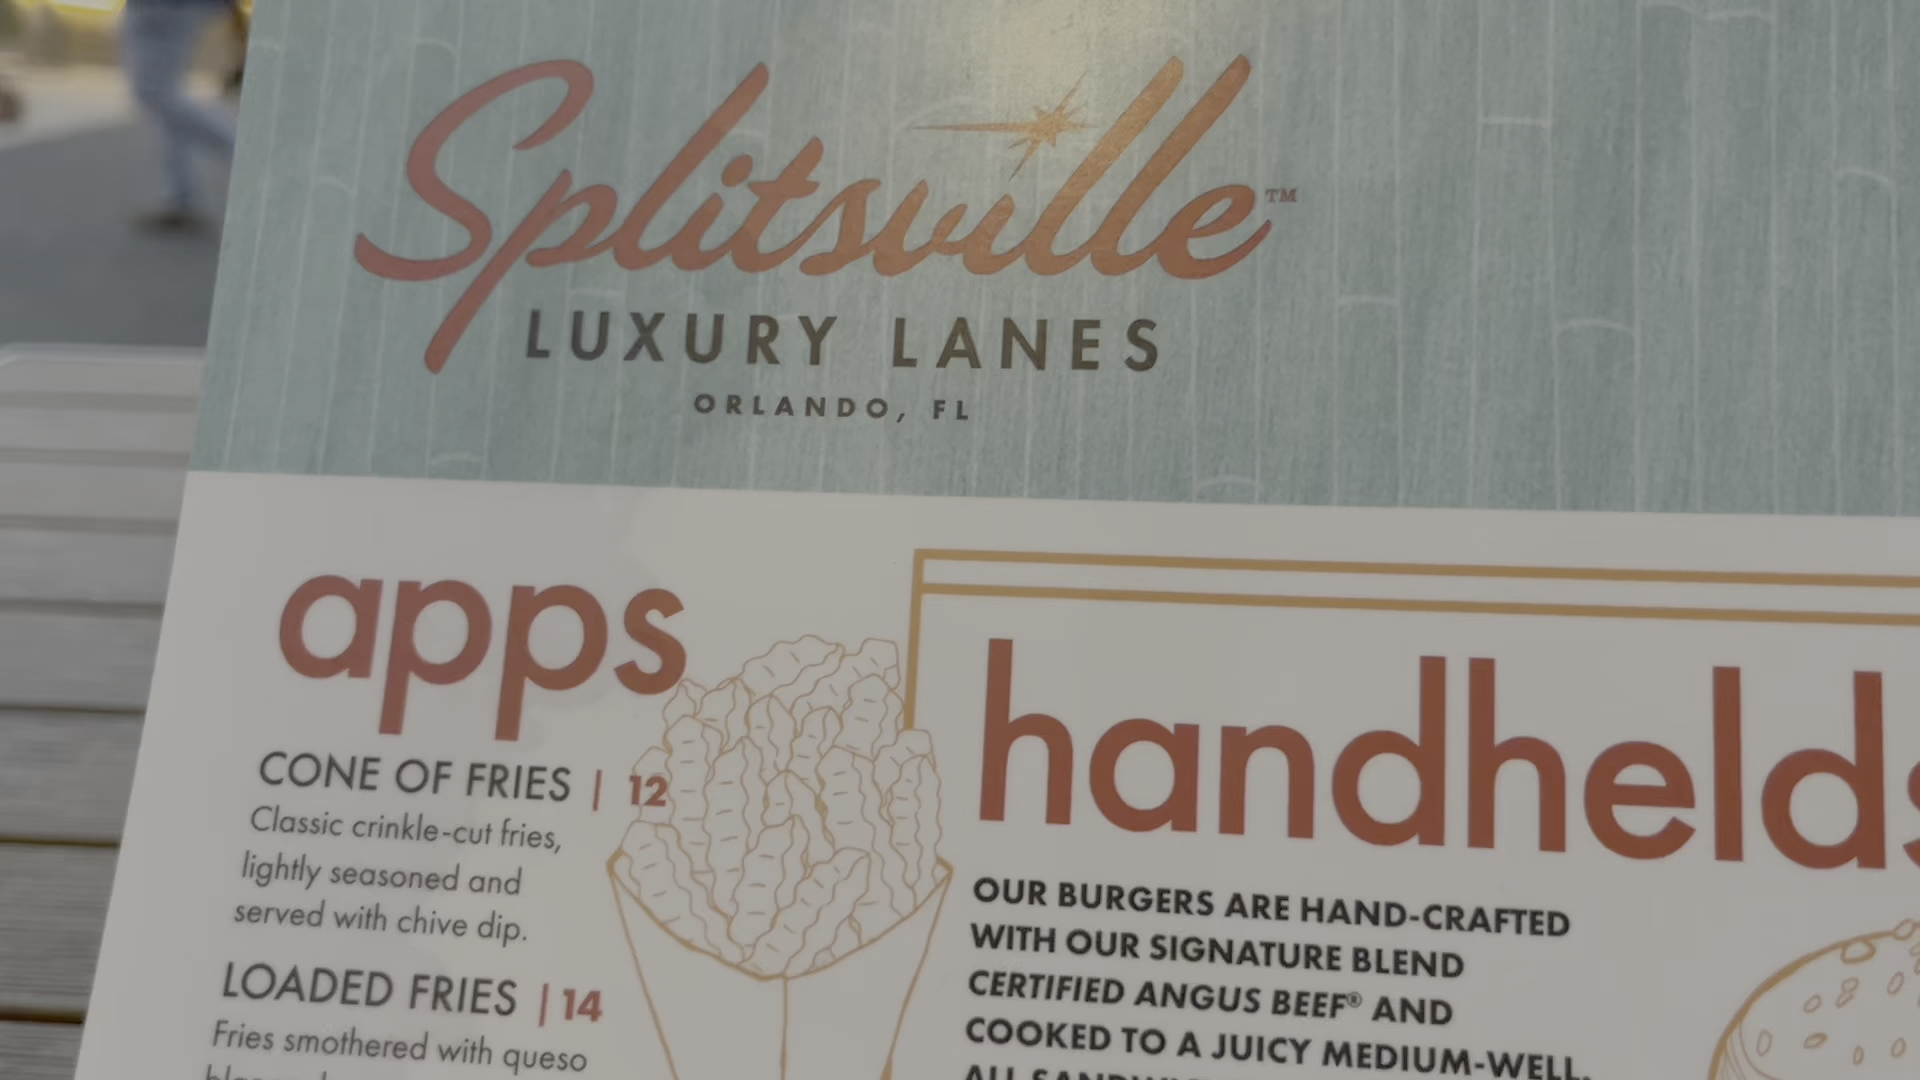 Splitsville™
LUXURY LANES
ORLANDO, FL
apps
CONE OF FRIES | 12
Classic crinkle-cut fries,
lightly seasoned and
served with chive dip.
LOADED FRIES | 14
Fries smothered with queso
handhelds
OUR BURGERS ARE HAND-CRAFTED
WITH OUR SIGNATURE BLEND
CERTIFIED ANGUS BEEF® AND
COOKED TO A JUICY MEDIUM-WELL.
ALL